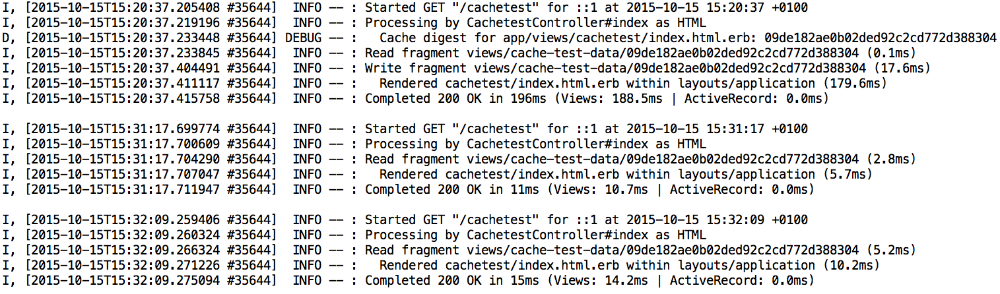 I, [2015-10-15T15:20:37.205408 #35644]  INFO -- : Started GET "/cachetest" for ::1 at 2015-10-15 15:20:37 +0100
I, [2015-10-15T15:20:37.219196 #35644]  INFO -- : Processing by CachetestController#index as HTML
D, [2015-10-15T15:20:37.233448 #35644] DEBUG -- :   Cache digest for app/views/cachetest/index.html.erb: 09de182ae0b02ded92c2cd772d388304
I, [2015-10-15T15:20:37.233845 #35644]  INFO -- : Read fragment views/cache-test-data/09de182ae0b02ded92c2cd772d388304 (0.1ms)
I, [2015-10-15T15:20:37.404491 #35644]  INFO -- : Write fragment views/cache-test-data/09de182ae0b02ded92c2cd772d388304 (17.6ms)
I, [2015-10-15T15:20:37.411117 #35644]  INFO -- :   Rendered cachetest/index.html.erb within layouts/application (179.6ms)
I, [2015-10-15T15:20:37.415758 #35644]  INFO -- : Completed 200 OK in 196ms (Views: 188.5ms | ActiveRecord: 0.0ms)
I, [2015-10-15T15:31:17.699774 #35644]  INFO -- : Started GET "/cachetest" for ::1 at 2015-10-15 15:31:17 +0100
I, [2015-10-15T15:31:17.700609 #35644]  INFO -- : Processing by CachetestController#index as HTML
I, [2015-10-15T15:31:17.704290 #35644]  INFO -- : Read fragment views/cache-test-data/09de182ae0b02ded92c2cd772d388304 (2.8ms)
I, [2015-10-15T15:31:17.707047 #35644]  INFO -- :   Rendered cachetest/index.html.erb within layouts/application (5.7ms)
I, [2015-10-15T15:31:17.711947 #35644]  INFO -- : Completed 200 OK in 11ms (Views: 10.7ms | ActiveRecord: 0.0ms)
I, [2015-10-15T15:32:09.259406 #35644]  INFO -- : Started GET "/cachetest" for ::1 at 2015-10-15 15:32:09 +0100
I, [2015-10-15T15:32:09.260324 #35644]  INFO -- : Processing by CachetestController#index as HTML
I, [2015-10-15T15:32:09.266324 #35644]  INFO -- : Read fragment views/cache-test-data/09de182ae0b02ded92c2cd772d388304 (5.2ms)
I, [2015-10-15T15:32:09.271226 #35644]  INFO -- :   Rendered cachetest/index.html.erb within layouts/application (10.2ms)
I, [2015-10-15T15:32:09.275094 #35644]  INFO -- : Completed 200 OK in 15ms (Views: 14.2ms | ActiveRecord: 0.0ms)